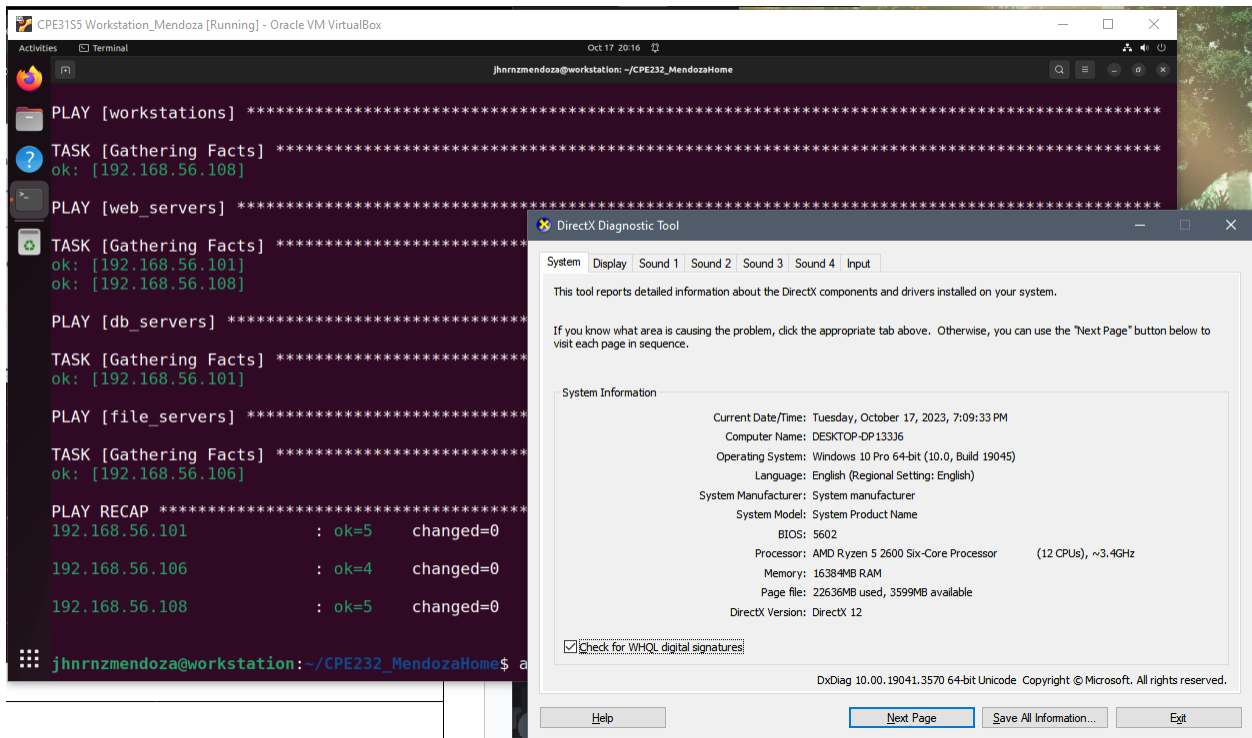 CPE31S5 Workstation_Mendoza [Running] - Oracle VM VirtualBox
Activities Terminal Oct 17 20:16
jhnrnzmendoza@workstation: ~/CPE232_MendozaHome
PLAY [workstations] *********************************************************************************************
TASK [Gathering Facts] ******************************************************************************************
ok: [192.168.56.108]
PLAY [web_servers] **********************************************************************************************
TASK [Gathering Facts] **************************
ok: [192.168.56.101]
ok: [192.168.56.108]
PLAY [db_servers] *******************************
TASK [Gathering Facts] **************************
ok: [192.168.56.101]
PLAY [file_servers] *****************************
TASK [Gathering Facts] **************************
ok: [192.168.56.106]
PLAY RECAP **************************************
192.168.56.101 : ok=5 changed=0
192.168.56.106 : ok=4 changed=0
192.168.56.108 : ok=5 changed=0
jhnrnzmendoza@workstation:~/CPE232_MendozaHome$ a
DirectX Diagnostic Tool
System Display Sound 1 Sound 2 Sound 3 Sound 4 Input
This tool reports detailed information about the DirectX components and drivers installed on your system.
If you know what area is causing the problem, click the appropriate tab above. Otherwise, you can use the "Next Page" button below to
visit each page in sequence.
System Information
Current Date/Time: Tuesday, October 17, 2023, 7:09:33 PM
Computer Name: DESKTOP-DP133J6
Operating System: Windows 10 Pro 64-bit (10.0, Build 19045)
Language: English (Regional Setting: English)
System Manufacturer: System manufacturer
System Model: System Product Name
BIOS: 5602
Processor: AMD Ryzen 5 2600 Six-Core Processor (12 CPUs), ~3.4GHz
Memory: 16384MB RAM
Page file: 22636MB used, 3599MB available
DirectX Version: DirectX 12
Check for WHQL digital signatures
DxDiag 10.00.19041.3570 64-bit Unicode Copyright © Microsoft. All rights reserved.
Help Next Page Save All Information... Exit